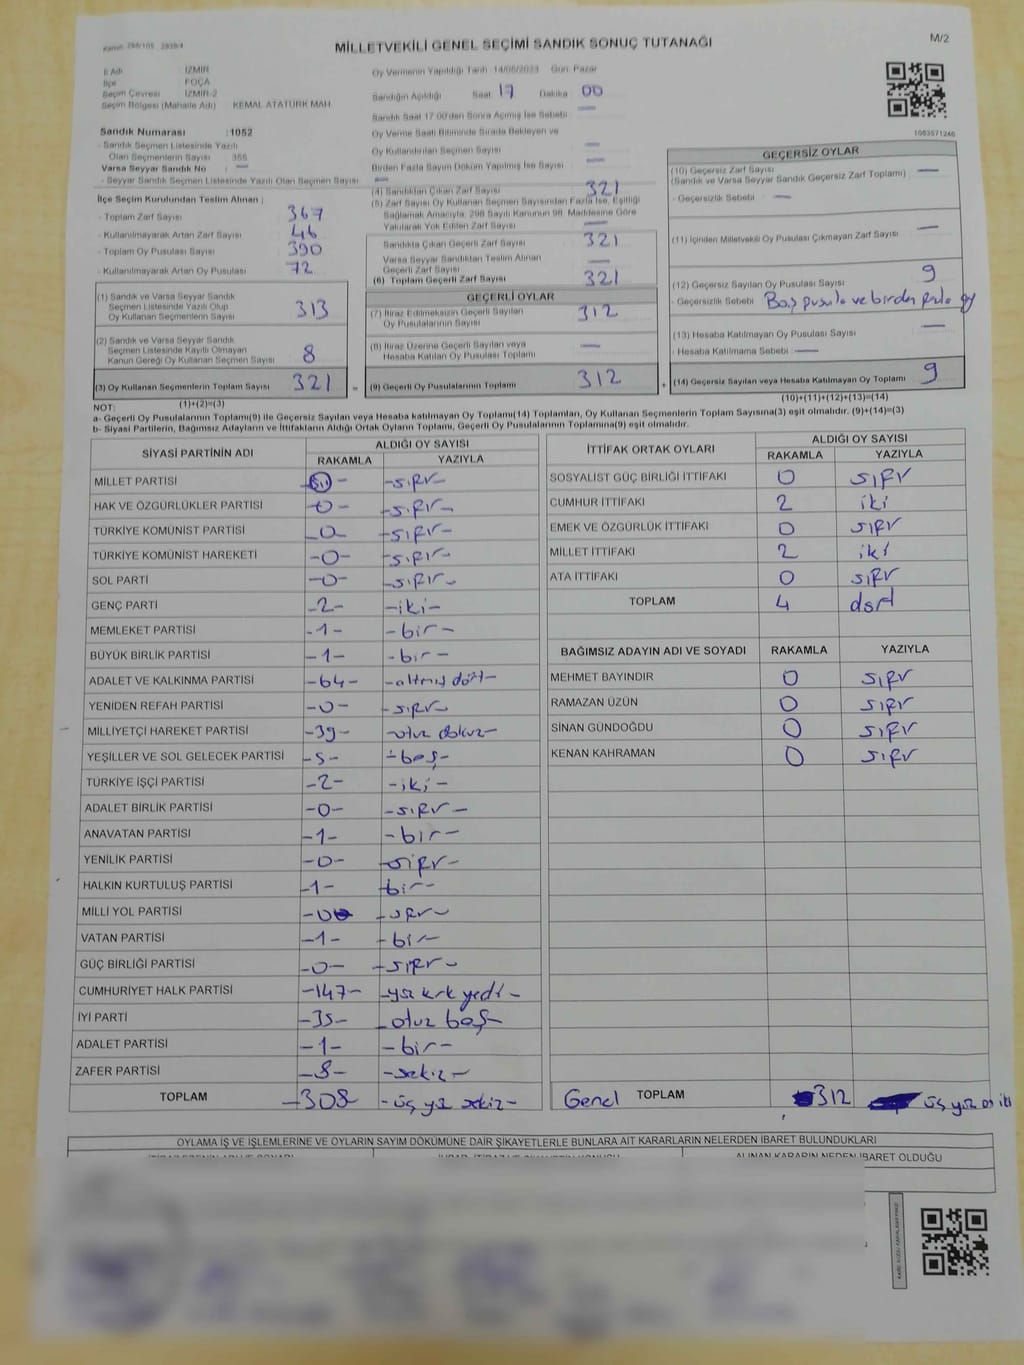 Kanun: 298/105 , 2839/4
MİLLETVEKİLİ GENEL SEÇİMİ SANDIK SONUÇ TUTANAĞI
M/2
İl Adı İZMİR
İlçe FOÇA
Seçim Çevresi İZMİR-2
Seçim Bölgesi (Mahalle Adı) KEMAL ATATÜRK MAH
Sandık Numarası :1052
- Sandık Seçmen Listesinde Yazılı
Olan Seçmenlerin Sayısı 355
Varsa Seyyar Sandık No —
- Seyyar Sandık Seçmen Listesinde Yazılı Olan Seçmen Sayısı —
İlçe Seçim Kurulundan Teslim Alınan ;
- Toplam Zarf Sayısı 367
- Kullanılmayarak Artan Zarf Sayısı 46
- Toplam Oy Pusulası Sayısı 390
- Kullanılmayarak Artan Oy Pusulası 72
(1) Sandık ve Varsa Seyyar Sandık
Seçmen Listesinde Yazılı Olup
Oy Kullanan Seçmenlerin Sayısı 313
(2) Sandık ve Varsa Seyyar Sandık
Seçmen Listesinde Kayıtlı Olmayan
Kanun Gereği Oy Kullanan Seçmen Sayısı 8
(3) Oy Kullanan Seçmenlerin Toplam Sayısı 321
(1)+(2)=(3)
Oy Vermenin Yapıldığı Tarih 14/05/2023 Gün: Pazar
Sandığın Açıldığı Saat 17 Dakika 00
Sandık Saat 17.00'den Sonra Açılmış İse Sebebi —
Oy Verme Saati Bitiminde Sırada Bekleyen ve
Oy Kullandırılan Seçmen Sayısı —
Birden Fazla Sayım Döküm Yapılmış İse Sayısı —
(4) Sandıktan Çıkan Zarf Sayısı 321
(5) Zarf Sayısı Oy Kullanan Seçmen Sayısından Fazla İse, Eşitliği
Sağlamak Amacıyla, 298 Sayılı Kanunun 98. Maddesine Göre
Yakılarak Yok Edilen Zarf Sayısı —
Sandıkta Çıkan Geçerli Zarf Sayısı 321
Varsa Seyyar Sandıktan Teslim Alınan
Geçerli Zarf Sayısı —
(6) Toplam Geçerli Zarf Sayısı 321
GEÇERLİ OYLAR
(7) İtiraz Edilmeksizin Geçerli Sayılan
Oy Pusulalarının Sayısı 312
(8) İtiraz Üzerine Geçerli Sayılan veya
Hesaba Katılan Oy Pusulası Toplamı —
= (9) Geçerli Oy Pusulalarının Toplamı 312
1053571246
GEÇERSİZ OYLAR
(10) Geçersiz Zarf Sayısı
(Sandık ve Varsa Seyyar Sandık Geçersiz Zarf Toplamı) —
- Geçersizlik Sebebi —
(11) İçinden Milletvekili Oy Pusulası Çıkmayan Zarf Sayısı —
(12) Geçersiz Sayılan Oy Pusulası Sayısı 9
- Geçersizlik Sebebi Boş pusula ve birden fazla oy
(13) Hesaba Katılmayan Oy Pusulası Sayısı —
- Hesaba Katılmama Sebebi —
+ (14) Geçersiz Sayılan veya Hesaba Katılmayan Oy Toplamı 9
(10)+(11)+(12)+(13)=(14)
NOT:
a- Geçerli Oy Pusulalarının Toplamı(9) ile Geçersiz Sayılan veya Hesaba katılmayan Oy Toplamı(14) Toplamları, Oy Kullanan Seçmenlerin Toplam Sayısına(3) eşit olmalıdır. (9)+(14)=(3)
b- Siyasi Partilerin, Bağımsız Adayların ve İttifakların Aldığı Ortak Oyların Toplamı, Geçerli Oy Pusulalarının Toplamına(9) eşit olmalıdır.
SİYASİ PARTİNİN ADI ALDIĞI OY SAYISI
RAKAMLA YAZIYLA
MİLLET PARTİSİ - -sıfır-
HAK VE ÖZGÜRLÜKLER PARTİSİ -0- -sıfır-
TÜRKİYE KOMÜNİST PARTİSİ -0- -sıfır-
TÜRKİYE KOMÜNİST HAREKETİ -0- -sıfır-
SOL PARTİ -0- -sıfır-
GENÇ PARTİ -2- -iki-
MEMLEKET PARTİSİ -1- -bir-
BÜYÜK BİRLİK PARTİSİ -1- -bir-
ADALET VE KALKINMA PARTİSİ -64- -altmış dört-
YENİDEN REFAH PARTİSİ -0- -sıfır-
MİLLİYETÇİ HAREKET PARTİSİ -39- -otuz dokuz-
YEŞİLLER VE SOL GELECEK PARTİSİ -5- -beş-
TÜRKİYE İŞÇİ PARTİSİ -2- -iki-
ADALET BİRLİK PARTİSİ -0- -sıfır-
ANAVATAN PARTİSİ -1- -bir-
YENİLİK PARTİSİ -0- -sıfır-
HALKIN KURTULUŞ PARTİSİ -1- -bir-
MİLLİ YOL PARTİSİ -0 -sıfır-
VATAN PARTİSİ -1- -bir-
GÜÇ BİRLİĞİ PARTİSİ -0- -sıfır-
CUMHURİYET HALK PARTİSİ -147- -yüz kırk yedi-
İYİ PARTİ -35- -otuz beş-
ADALET PARTİSİ -1- -bir-
ZAFER PARTİSİ -8- -sekiz-
TOPLAM -308- -üç yüz sekiz-
İTTİFAK ORTAK OYLARI ALDIĞI OY SAYISI
RAKAMLA YAZIYLA
SOSYALİST GÜÇ BİRLİĞİ İTTİFAKI 0 sıfır
CUMHUR İTTİFAKI 2 iki
EMEK VE ÖZGÜRLÜK İTTİFAKI 0 sıfır
MİLLET İTTİFAKI 2 iki
ATA İTTİFAKI 0 sıfır
TOPLAM 4 dört
BAĞIMSIZ ADAYIN ADI VE SOYADI RAKAMLA YAZIYLA
MEHMET BAYINDIR 0 sıfır
RAMAZAN UZÜN 0 sıfır
SİNAN GÜNDOĞDU 0 sıfır
KENAN KAHRAMAN 0 sıfır
Genel TOPLAM 312 üç yüz on iki
OYLAMA İŞ VE İŞLEMLERİNE VE OYLARIN SAYIM DÖKÜMÜNE DAİR ŞİKAYETLERLE BUNLARA AİT KARARLARIN NELERDEN İBARET BULUNDUKLARI
ALINAN KARARIN NEDEN İBARET OLDUĞU